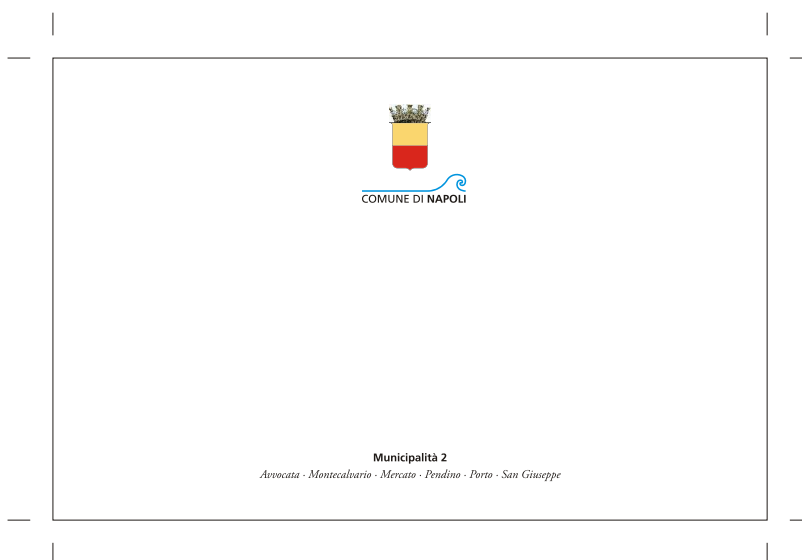 COMUNE DI NAPOLI
Municipalità 2
Avvocata · Montecalvario · Mercato · Pendino · Porto · San Giuseppe